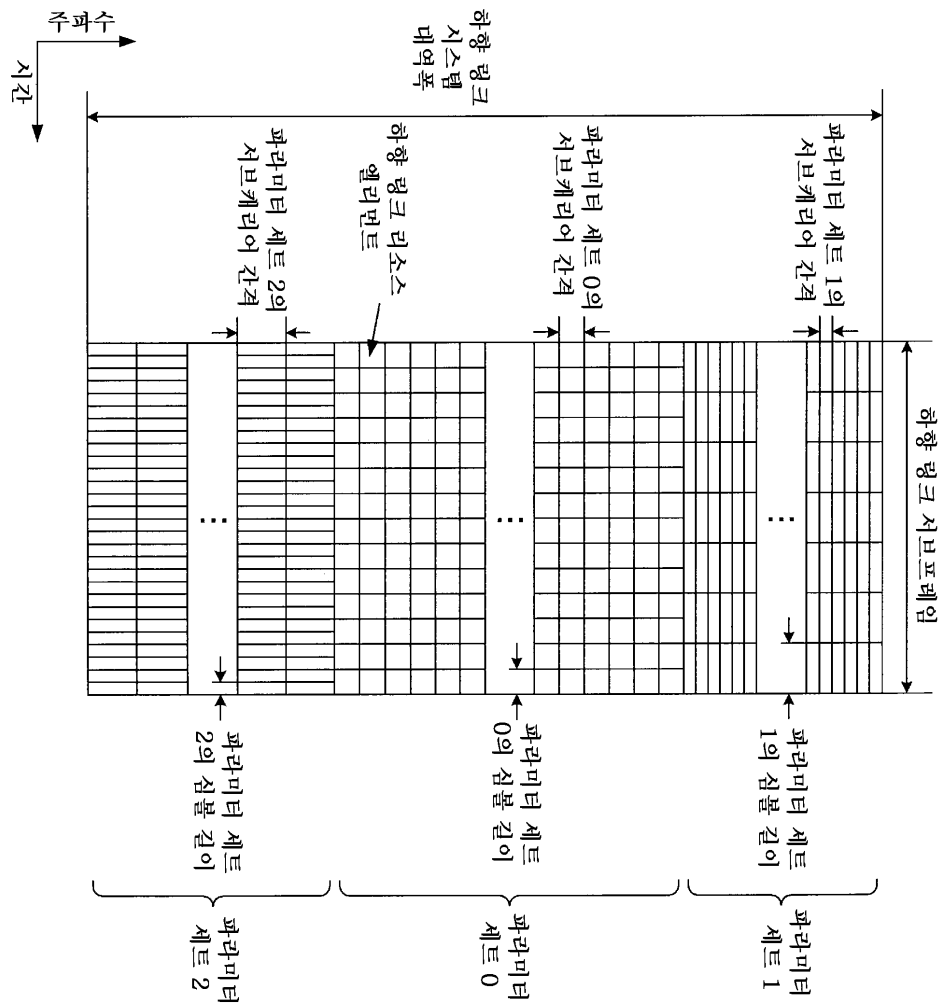 하향 링크 서브프레임
하향 링크
시스템
대역폭
파라미터 세트 1의
서브캐리어 간격
파라미터 세트
1의 심볼 길이
파라미터
세트 1
파라미터 세트 0의
서브캐리어 간격
...
파라미터 세트
0의 심볼 길이
파라미터
세트 0
하향 링크 리소스
엘리먼트
...
파라미터 세트 2의
서브캐리어 간격
파라미터 세트
2의 심볼 길이
파라미터
세트 2
...
주파수
시간